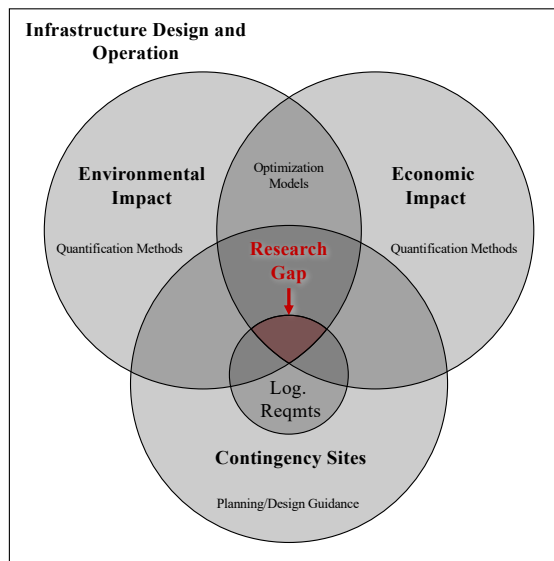 Infrastructure Design and
Operation
Environmental
Impact
Quantification Methods
Optimization
Models
Economic
Impact
Quantification Methods
Research
Gap
Log.
Reqmts
Contingency Sites
Planning/Design Guidance